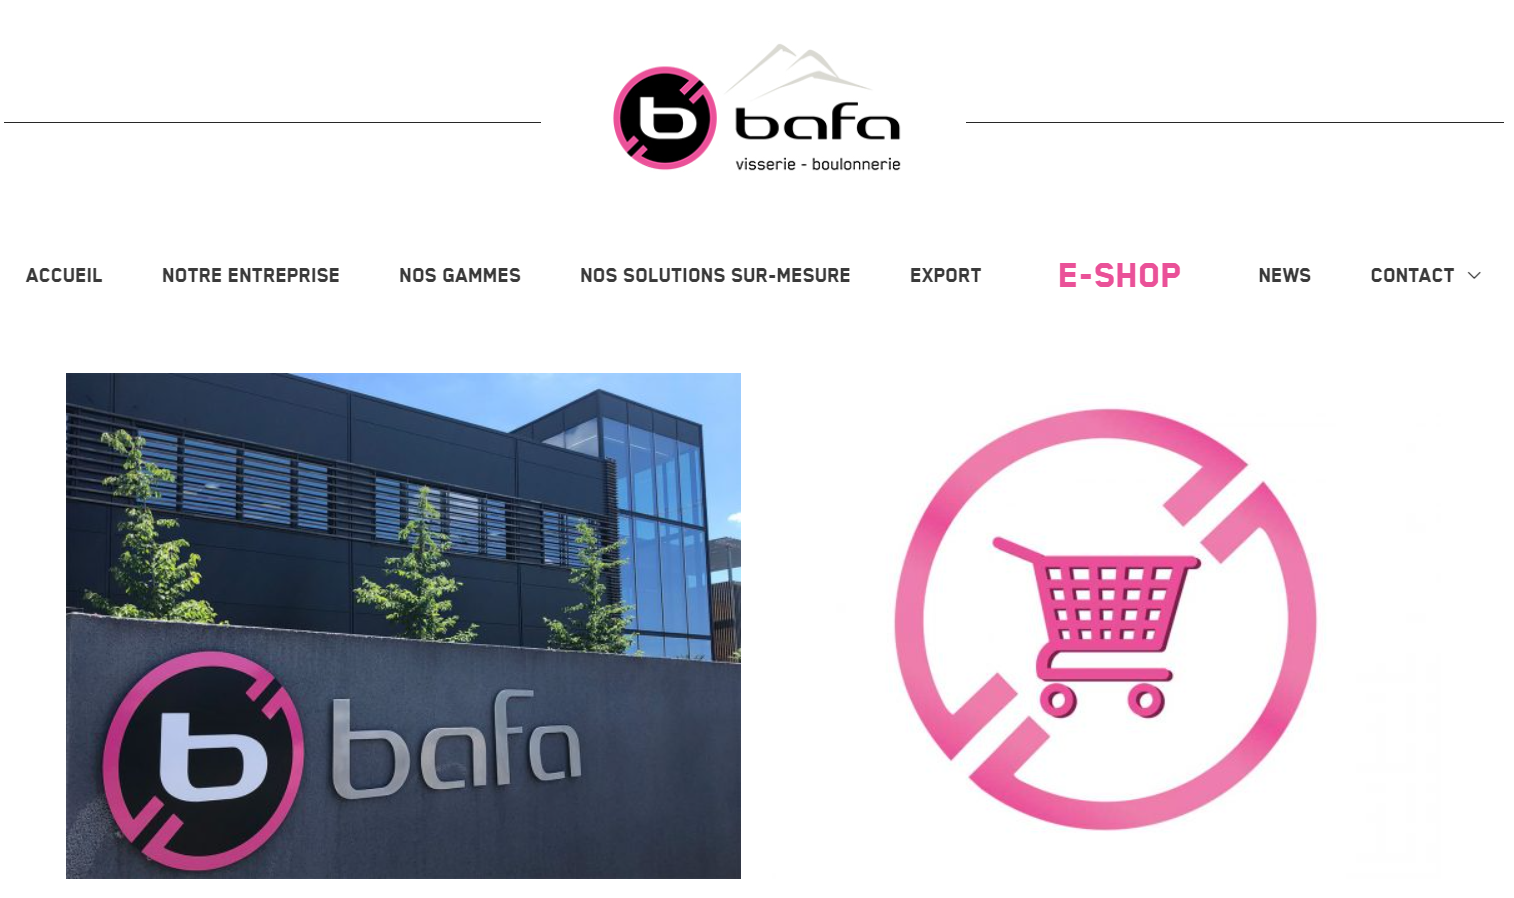 b bafa
visserie - boulonnerie
ACCUEIL NOTRE ENTREPRISE NOS GAMMES NOS SOLUTIONS SUR-MESURE EXPORT E-SHOP NEWS CONTACT
b bafa